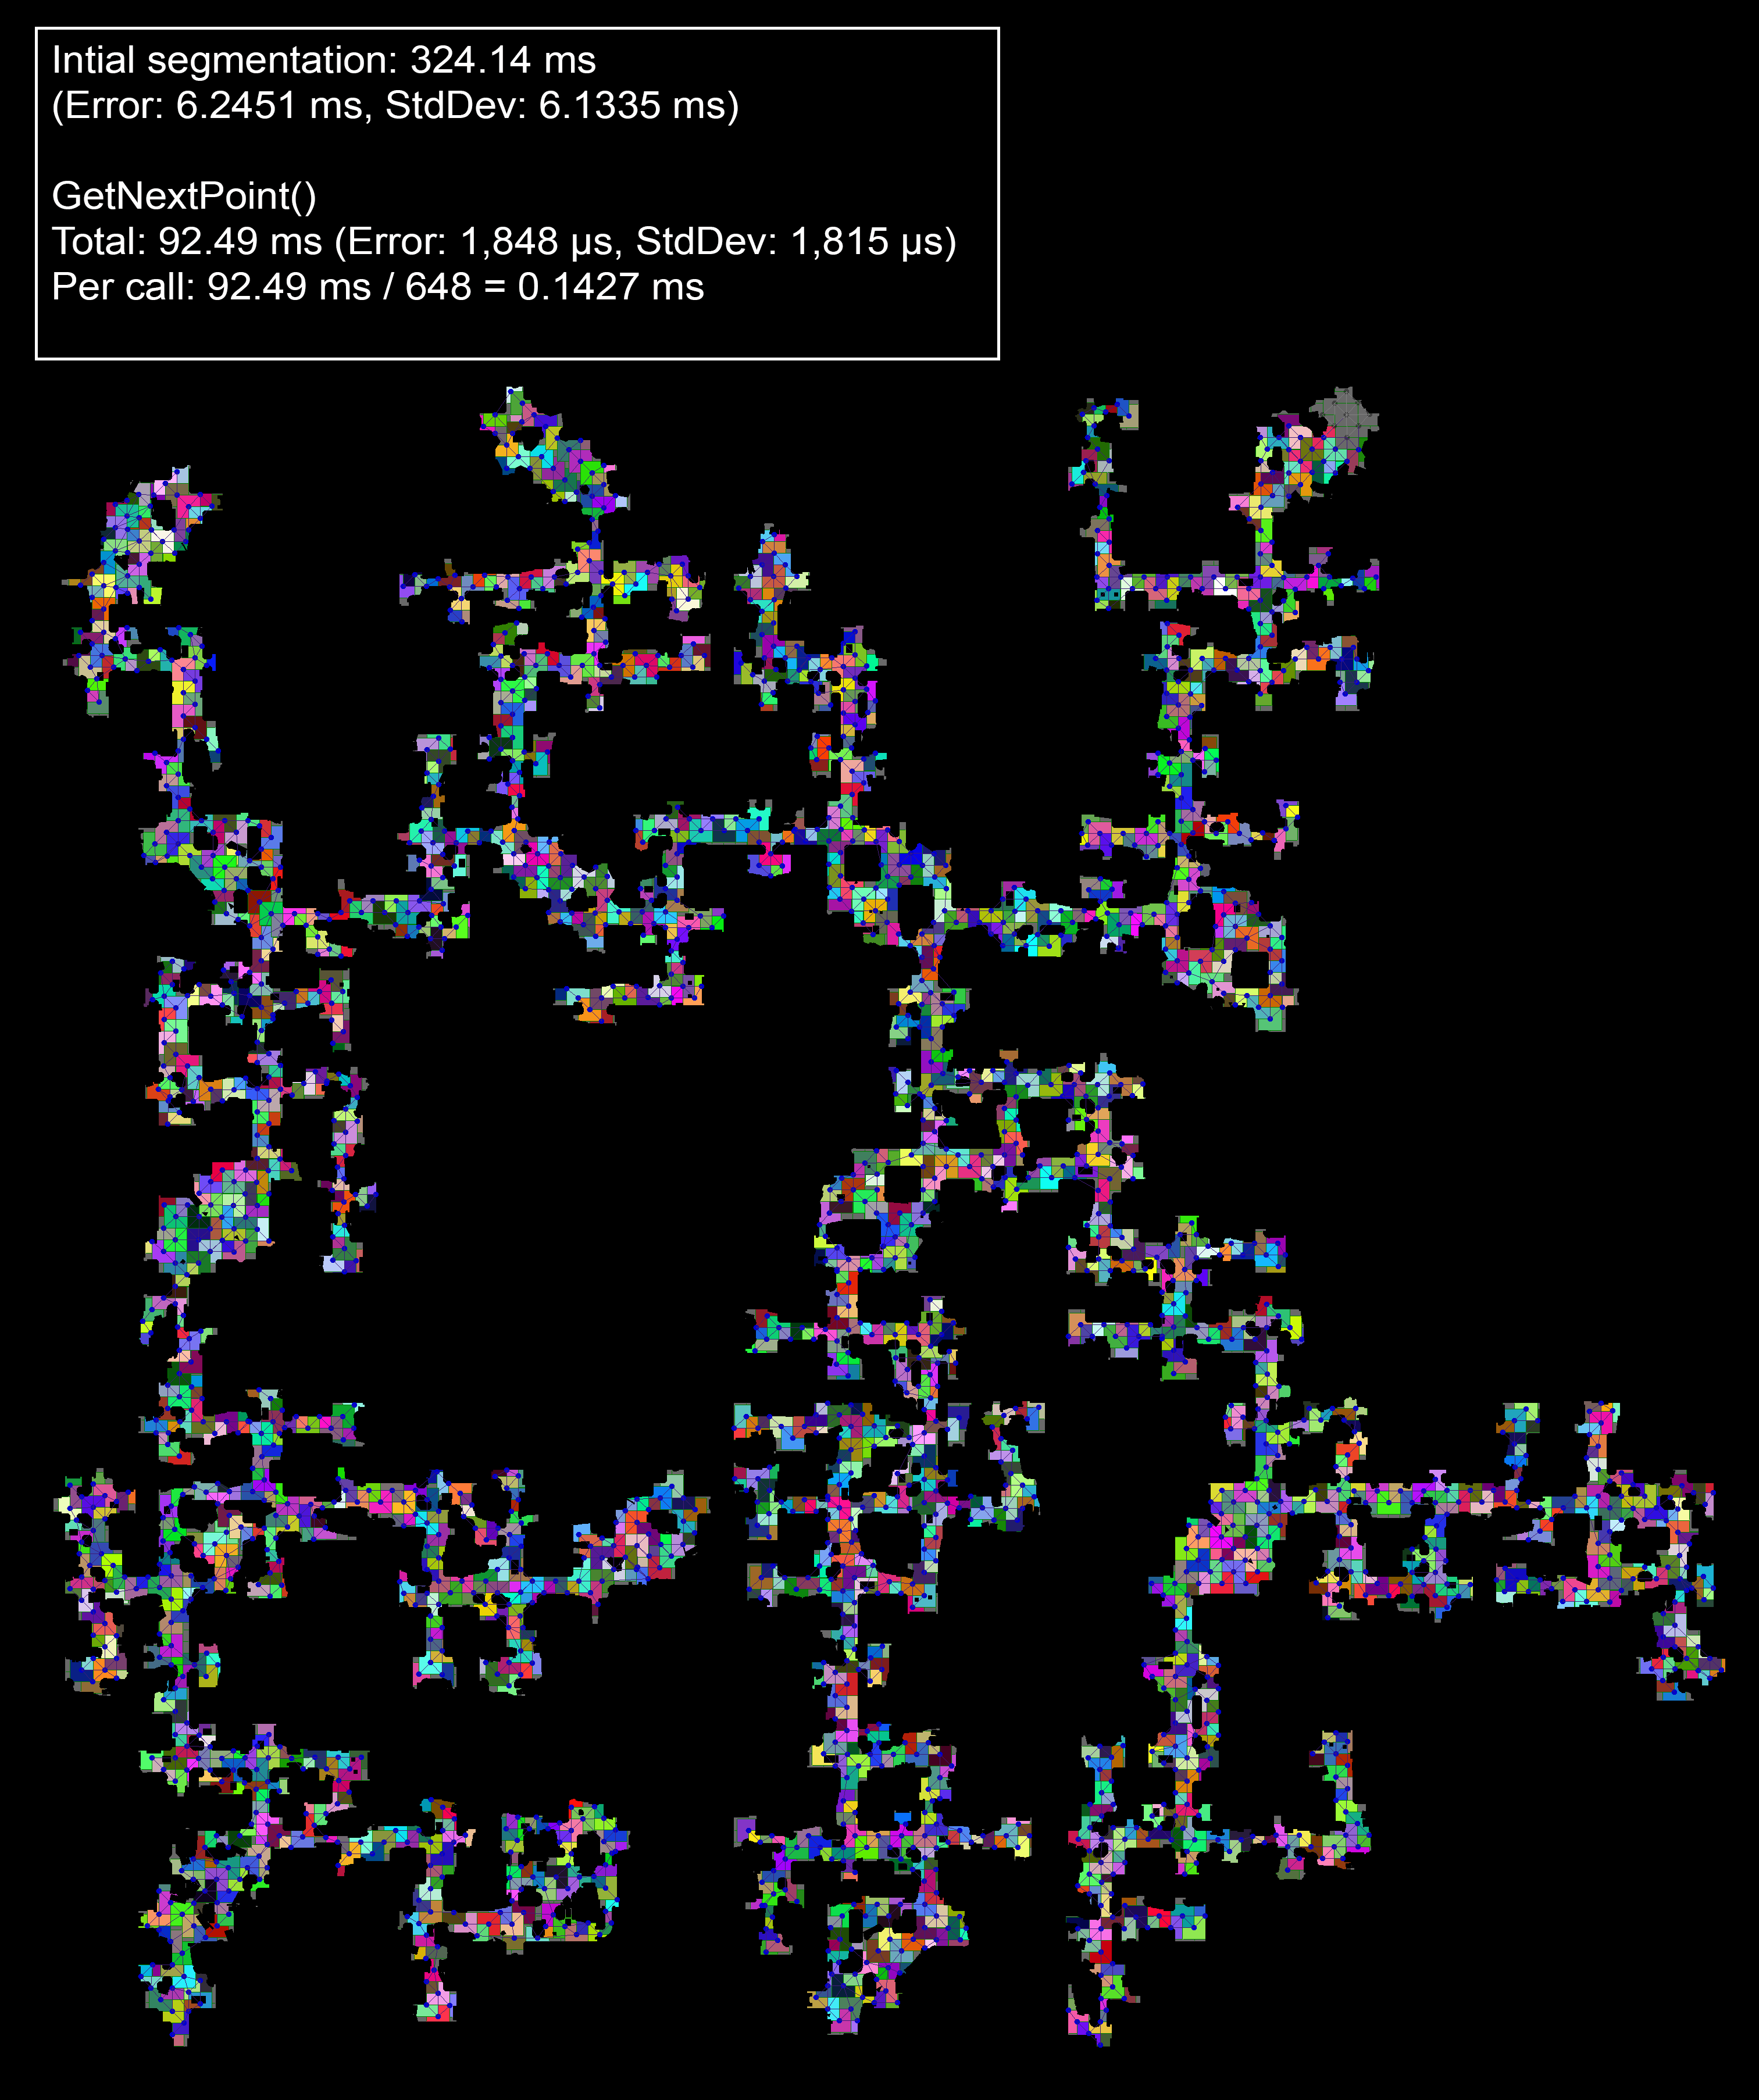 Intial segmentation: 324.14 ms
(Error: 6.2451 ms, StdDev: 6.1335 ms)
GetNextPoint()
Total: 92.49 ms (Error: 1,848 µs, StdDev: 1,815 µs)
Per call: 92.49 ms / 648 = 0.1427 ms